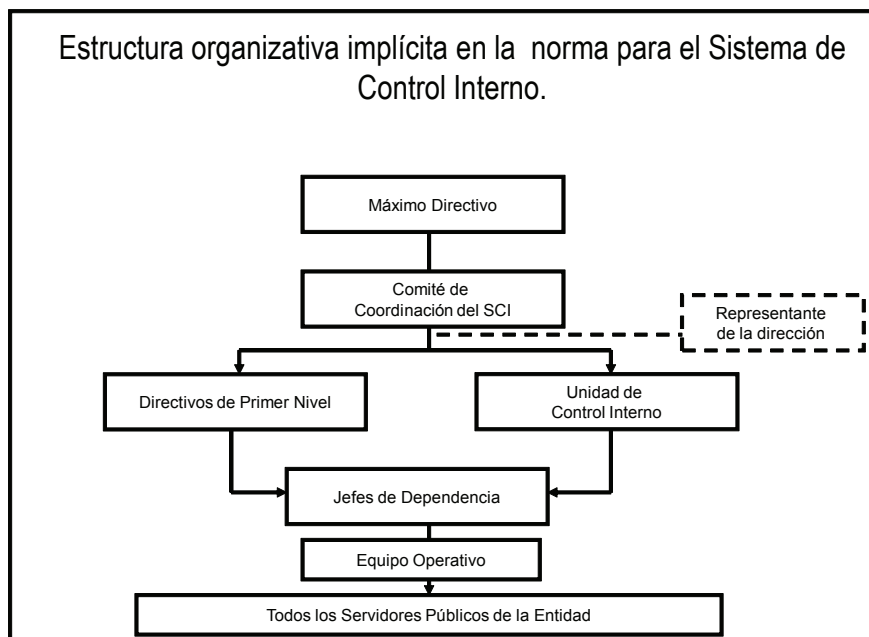 Estructura organizativa implícita en la norma para el Sistema de
Control Interno.
Máximo Directivo
Comité de
Coordinación del SCI
Representante
de la dirección
Directivos de Primer Nivel
Unidad de
Control Interno
Jefes de Dependencia
Equipo Operativo
Todos los Servidores Públicos de la Entidad